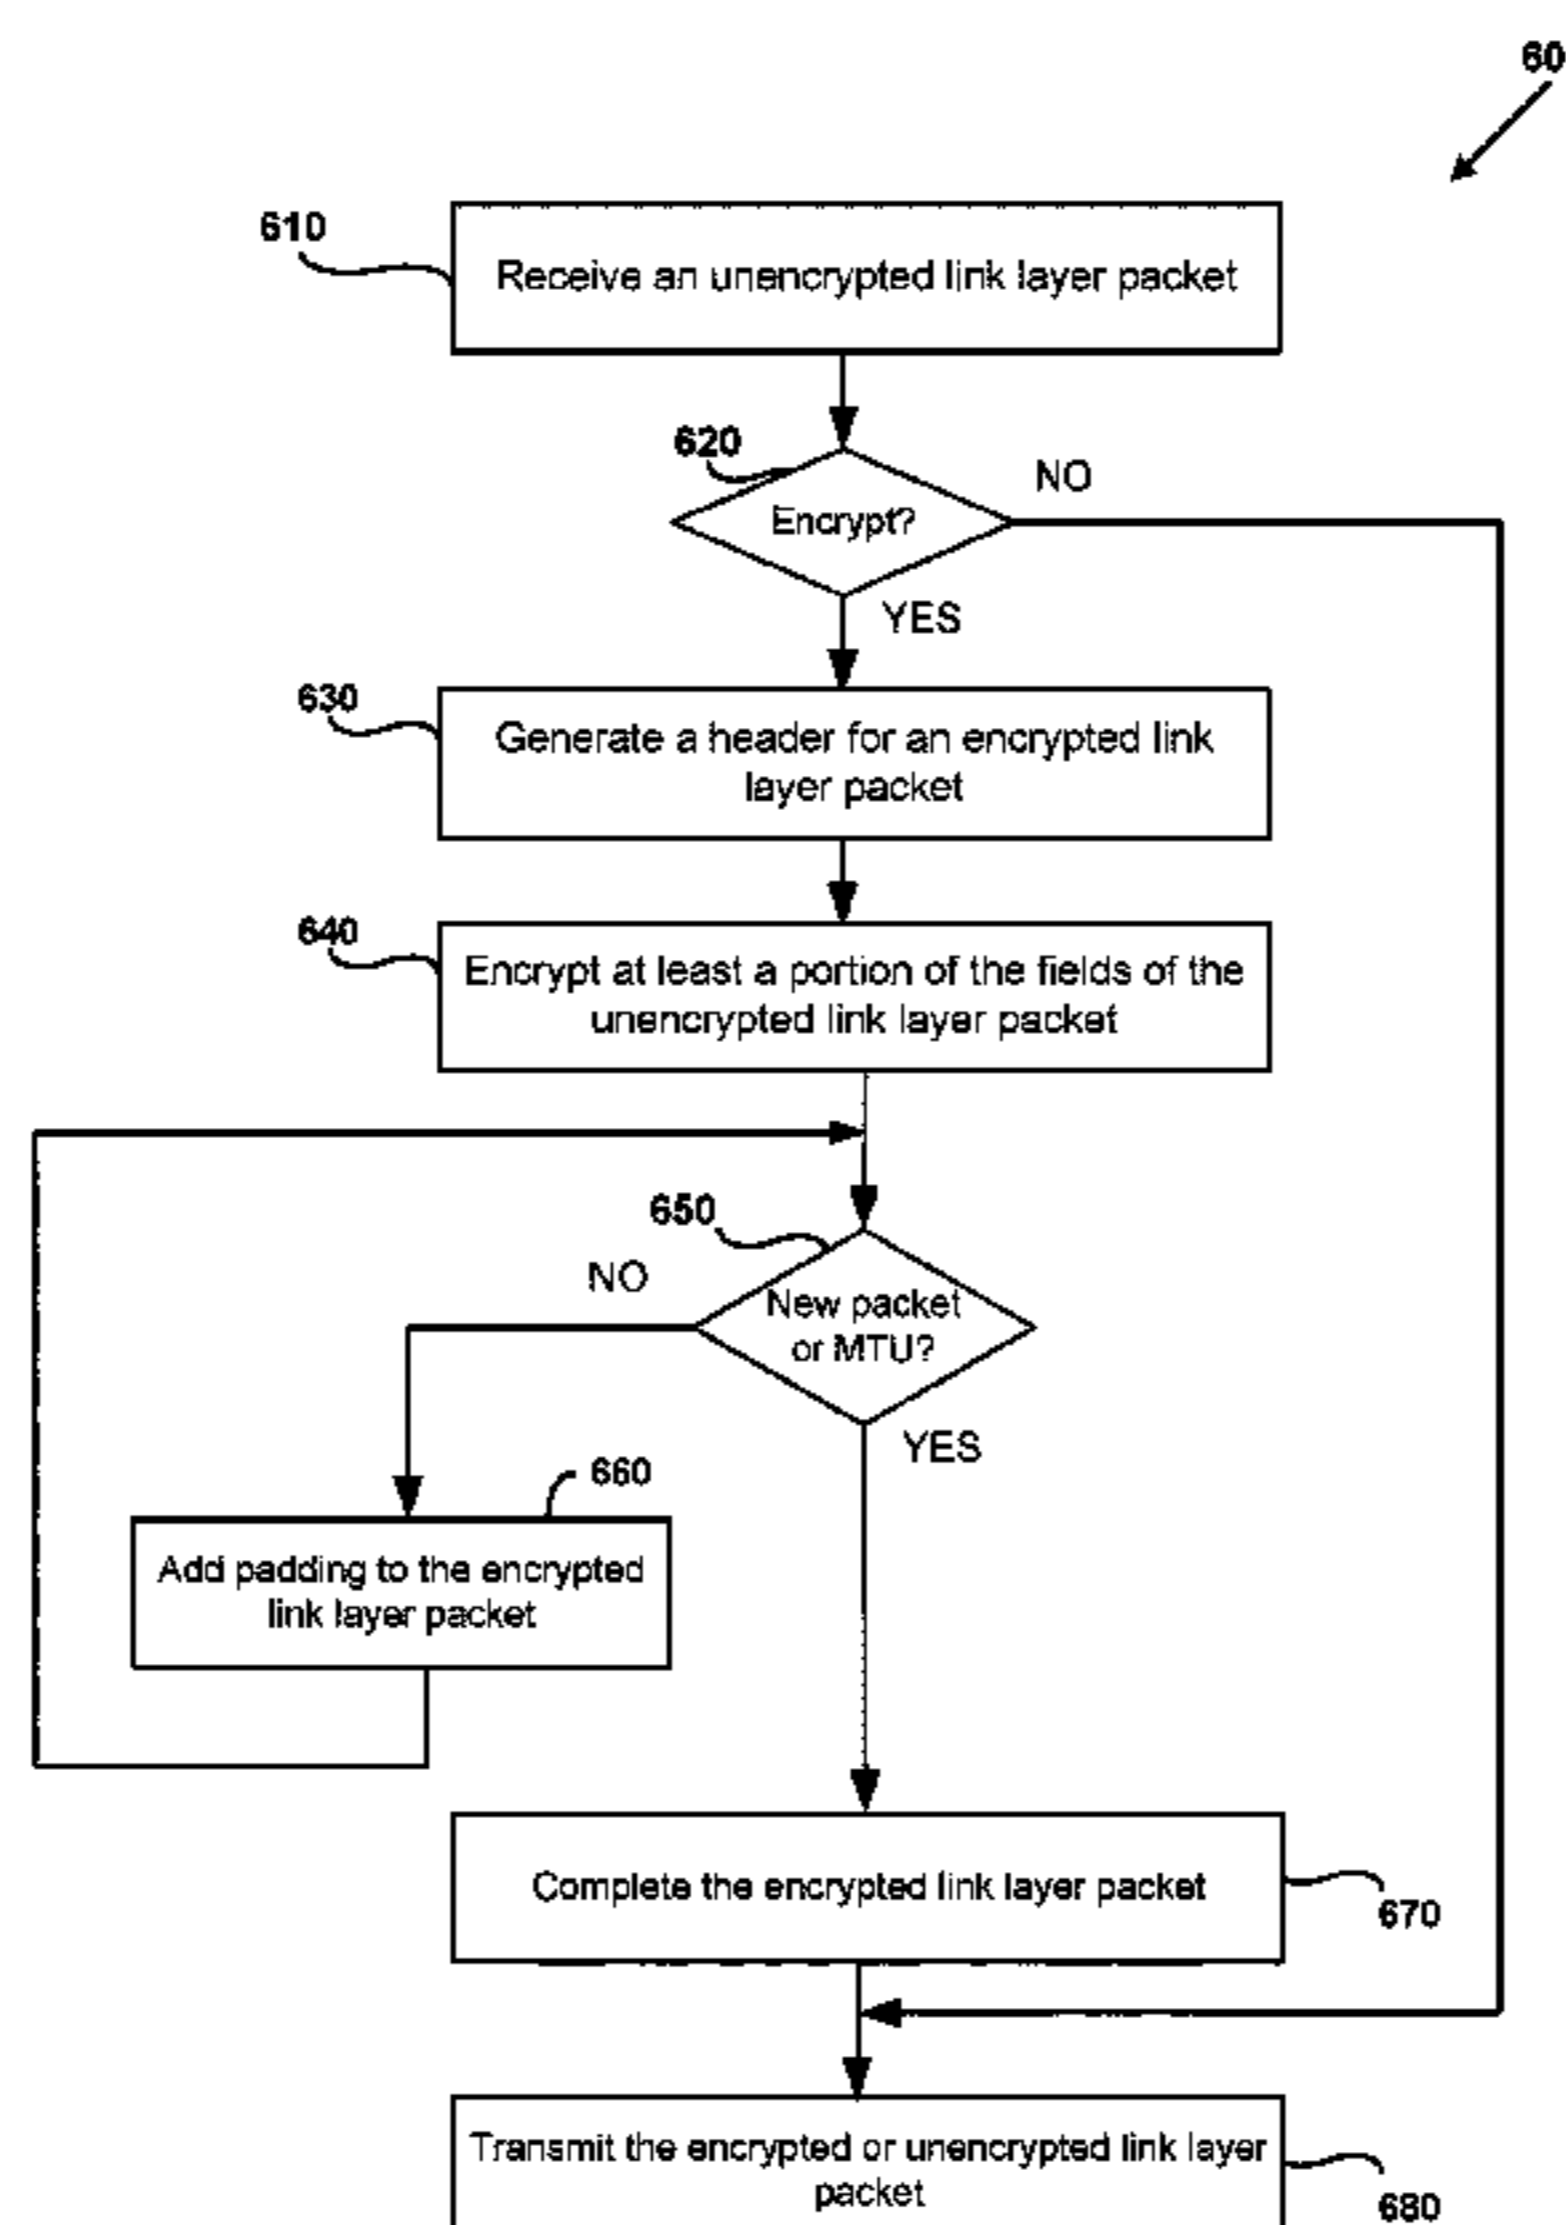 60
610
Receive an unencrypted link layer packet
620
NO
Encrypt?
YES
630
Generate a header for an encrypted link
layer packet
640
Encrypt at least a portion of the fields of the
unencrypted link layer packet
650
NO
New packet
or MTU?
YES
660
Add padding to the encrypted
link layer packet
Complete the encrypted link layer packet
670
Transmit the encrypted or unencrypted link layer
packet
680